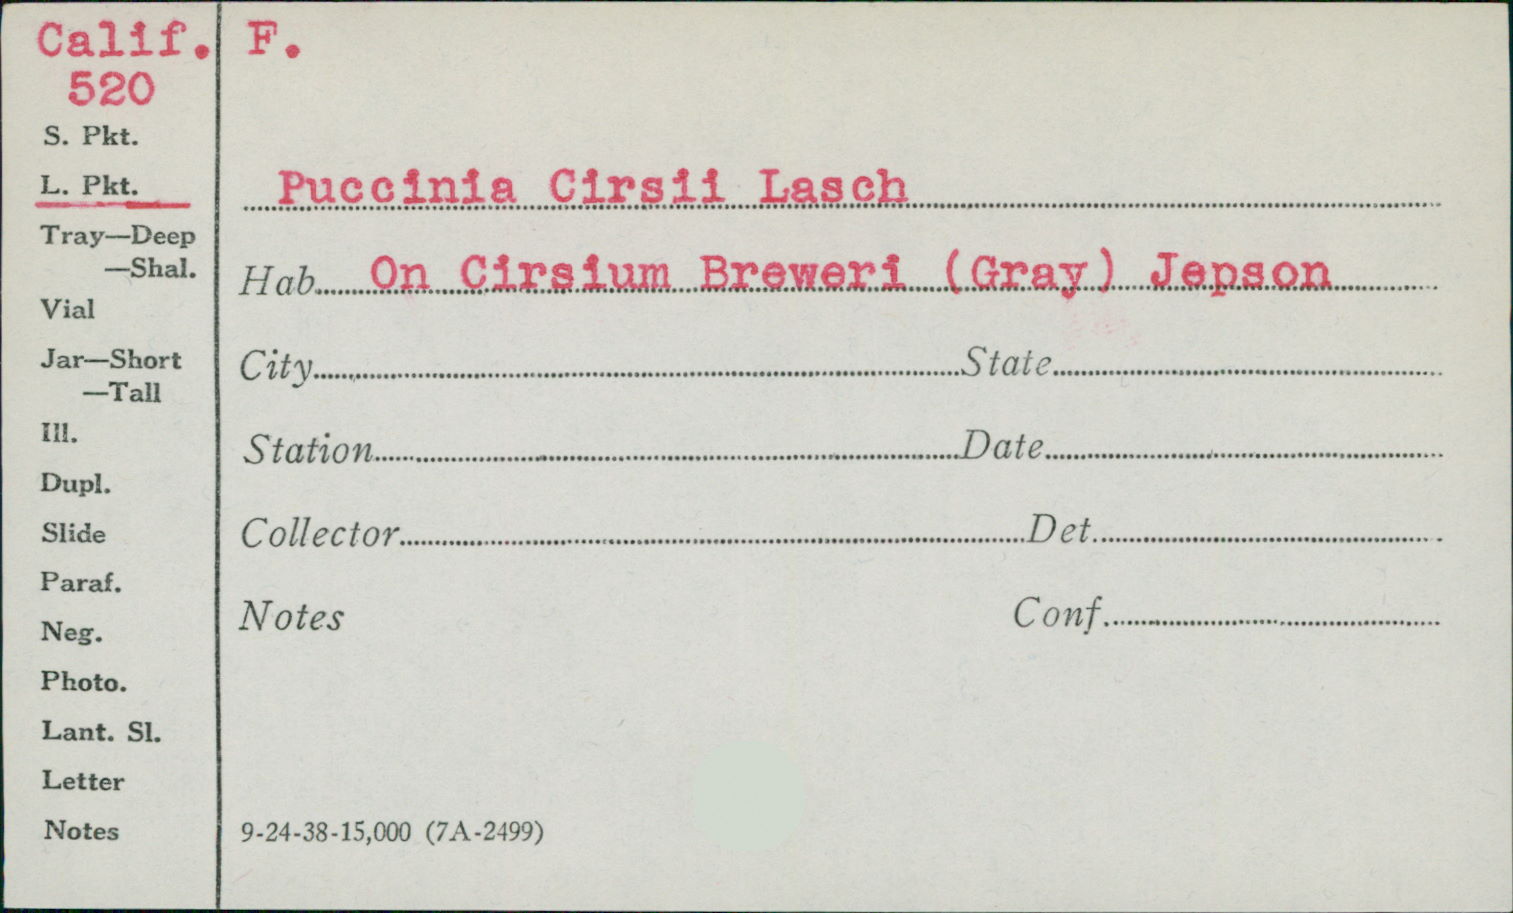 Calif. F.
520
S. Pkt.
L. Pkt.
Puccinia Cirsii Lasch
Tray—Deep
—Shal.
Hab. On Cirsium Breweri (Gray) Jepson
Vial
Jar—Short
—Tall
City State
Ill.
Station Date
Dupl.
Slide
Collector Det.
Paraf.
Neg.
Notes Conf.
Photo.
Lant. Sl.
Letter
Notes
9-24-38-15,000 (7A-2499)